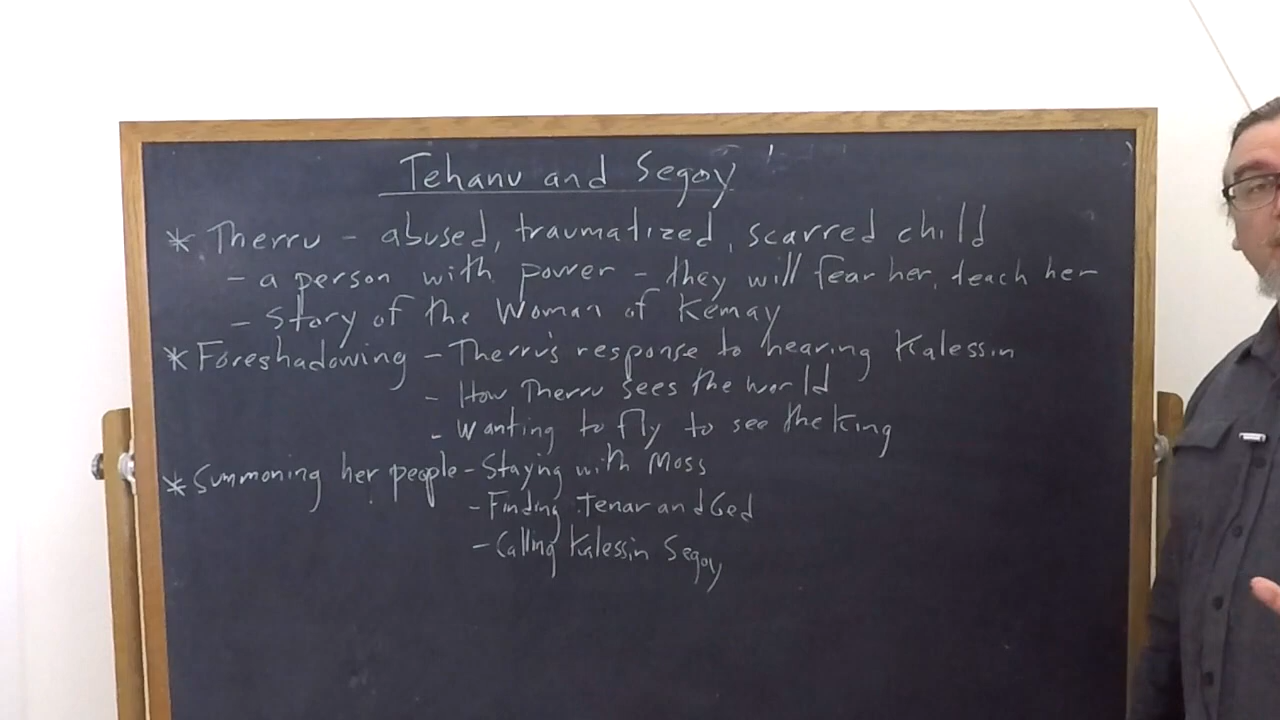 Tehanu and Segoy
* Therru - abused, traumatized, scarred child
- a person with power - they will fear her, teach her
- Story of the Woman of Kemay
* Foreshadowing - Therru's response to hearing Kalessin
- How Therru sees the world
- Wanting to fly to see the King
* Summoning her people - Staying with Moss
- Finding Tenar and Ged
- Calling Kalessin Segoy